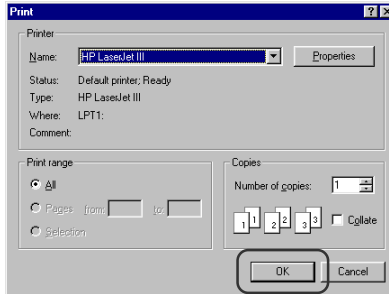 Print
Printer
Name: HP LaserJet III Properties
Status: Default printer; Ready
Type: HP LaserJet III
Where: LPT1:
Comment:
Print range
All
Pages from: to:
Selection
Copies
Number of copies: 1
1 1 2 2 3 3 Collate
OK Cancel